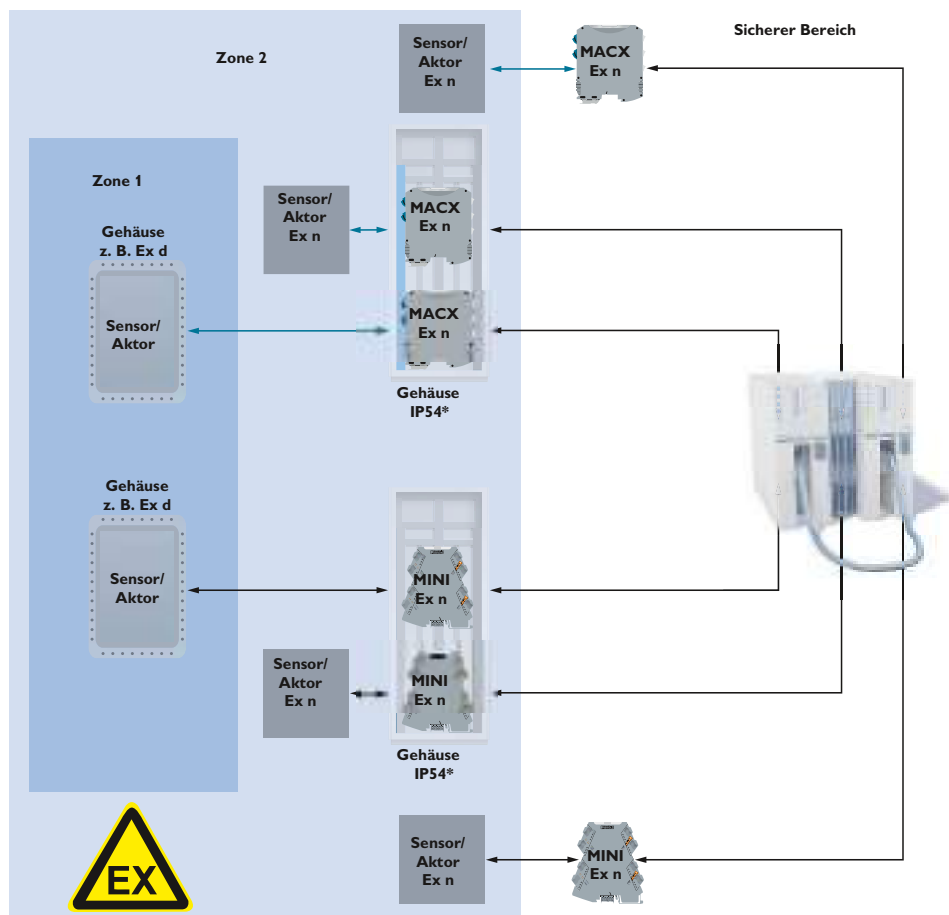 Sicherer Bereich
Zone 2
Sensor/
Aktor
Ex n
MACX
Ex n
Zone 1
Sensor/
Aktor
Ex n
MACX
Ex n
Gehäuse
z. B. Ex d
Sensor/
Aktor
MACX
Ex n
Gehäuse
IP54*
Gehäuse
z. B. Ex d
Sensor/
Aktor
MINI
Ex n
Sensor/
Aktor
Ex n
MINI
Ex n
Gehäuse
IP54*
EX
Sensor/
Aktor
Ex n
MINI
Ex n